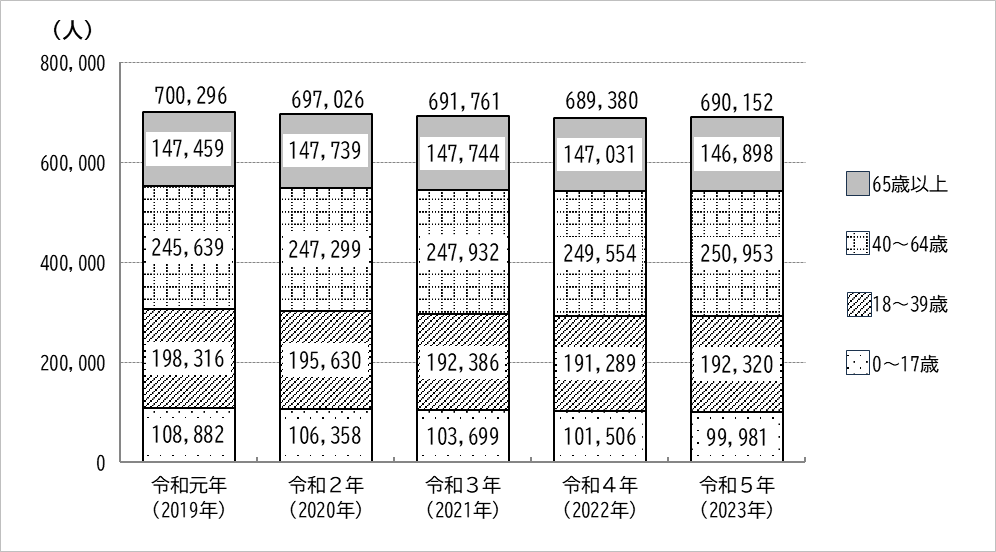 （人）
800,000
700,296 697,026 691,761 689,380 690,152
147,459 147,739 147,744 147,031 146,898
600,000
65歳以上
245,639 247,299 247,932 249,554 250,953
40～64歳
400,000
18～39歳
198,316 195,630 192,386 191,289 192,320
200,000
0～17歳
108,882 106,358 103,699 101,506 99,981
0
令和元年 令和２年 令和３年 令和４年 令和５年
（2019年） （2020年） （2021年） （2022年） （2023年）